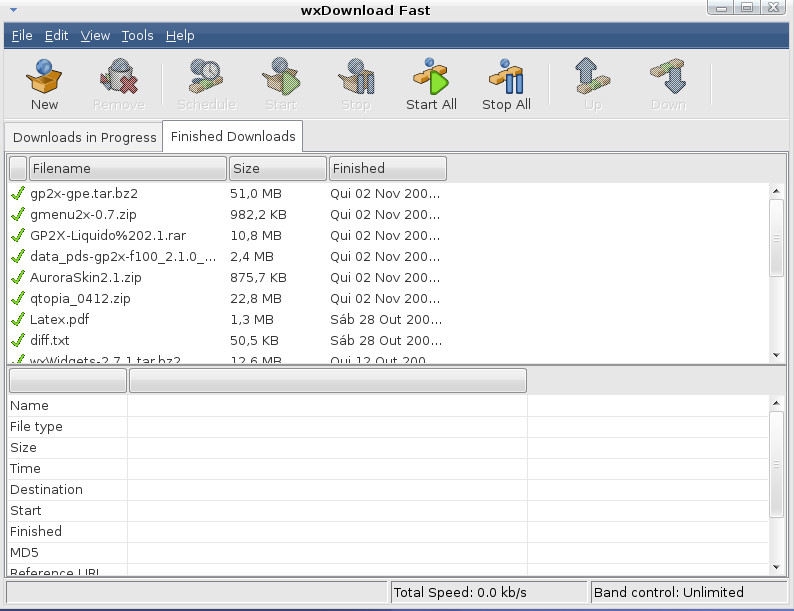 wxDownload Fast
File Edit View Tools Help
New Remove Schedule Start Stop Start All Stop All Up Down
Downloads in Progress Finished Downloads
Filename Size Finished
gp2x-gpe.tar.bz2 51,0 MB Qui 02 Nov 200...
gmenu2x-0.7.zip 982,2 KB Qui 02 Nov 200...
GP2X-Liquido%202.1.rar 10,8 MB Qui 02 Nov 200...
data_pds-gp2x-f100_2.1.0_... 2,4 MB Qui 02 Nov 200...
AuroraSkin2.1.zip 875,7 KB Qui 02 Nov 200...
qtopia_0412.zip 22,8 MB Qui 02 Nov 200...
Latex.pdf 1,3 MB Sáb 28 Out 200...
diff.txt 50,5 KB Sáb 28 Out 200...
wxWidgets-2.7.1.tar.bz2 12,6 MB Qui 12 Out 200...
Name
File type
Size
Time
Destination
Start
Finished
MD5
Reference URL
Total Speed: 0.0 kb/s Band control: Unlimited